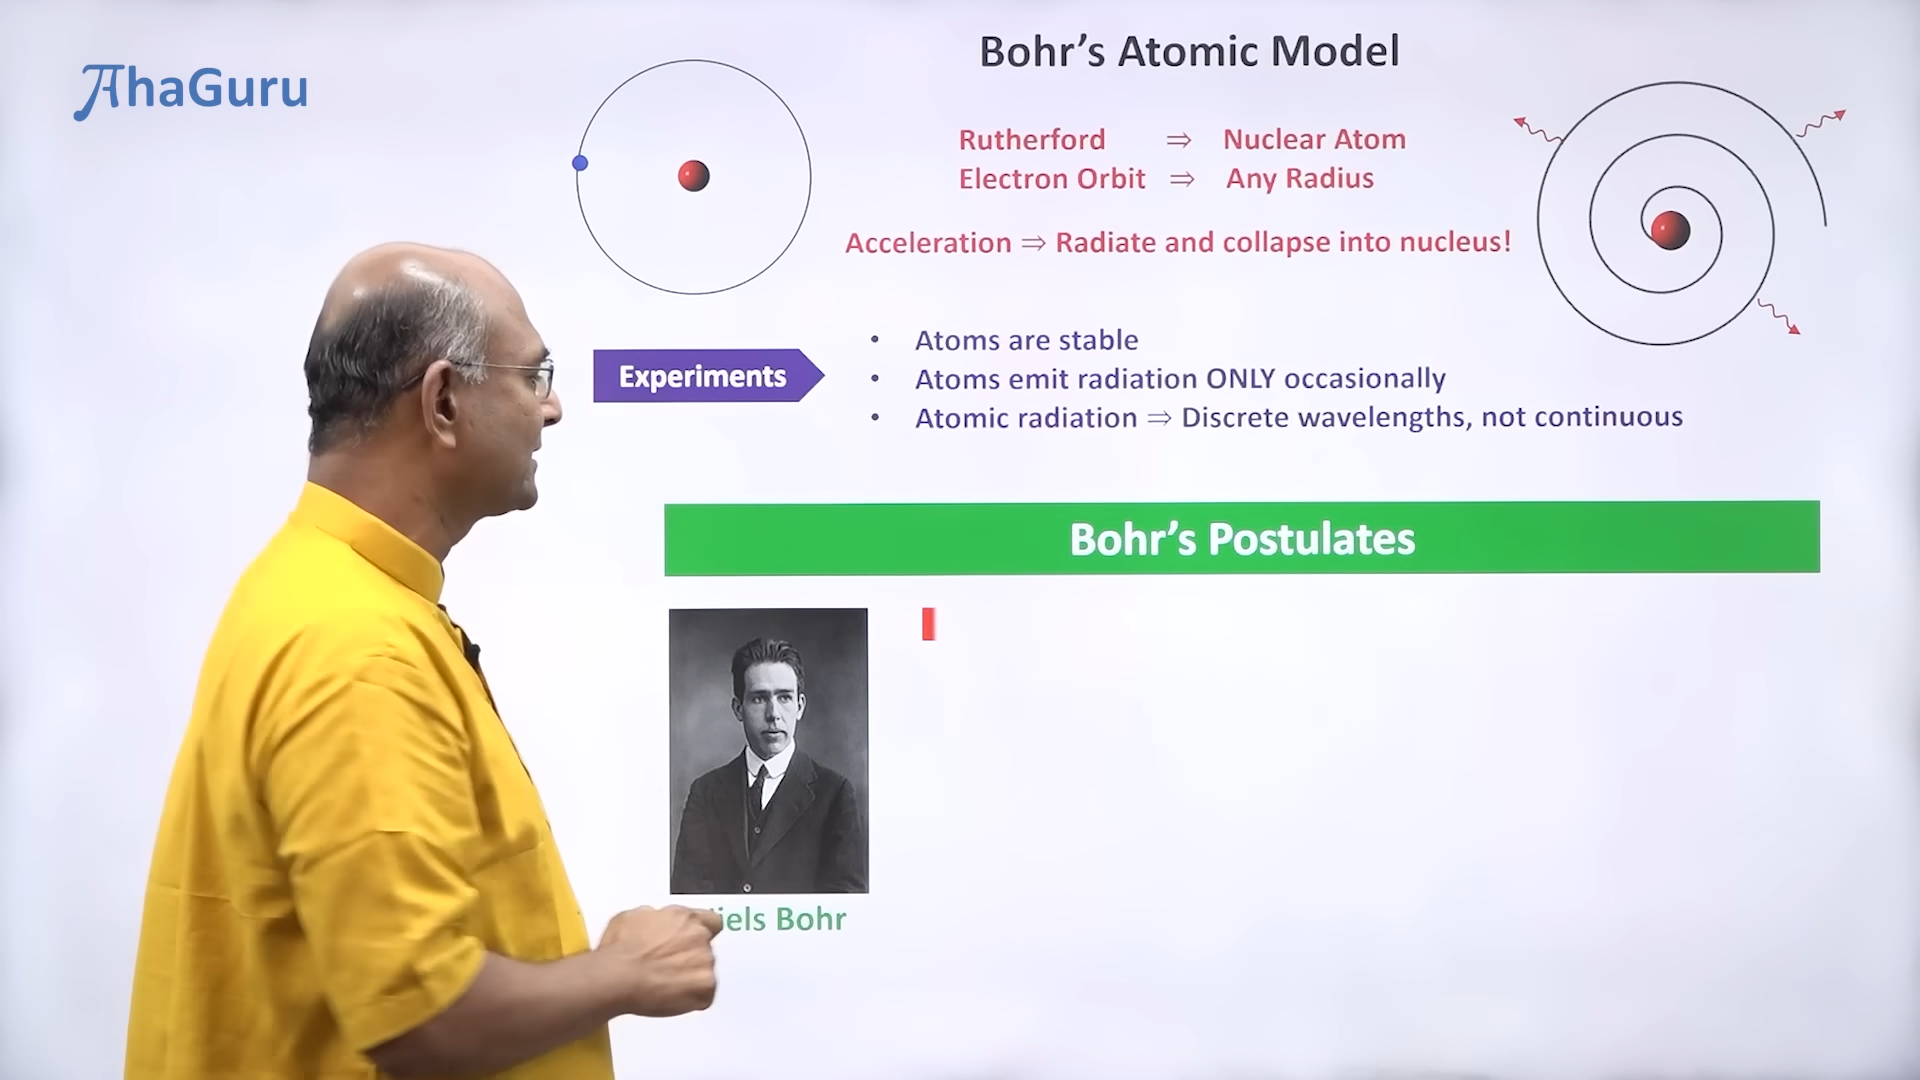 AhaGuru
Bohr's Atomic Model
Rutherford ⇒ Nuclear Atom
Electron Orbit ⇒ Any Radius
Acceleration ⇒ Radiate and collapse into nucleus!
Experiments
• Atoms are stable
• Atoms emit radiation ONLY occasionally
• Atomic radiation ⇒ Discrete wavelengths, not continuous
Bohr's Postulates
Bohr